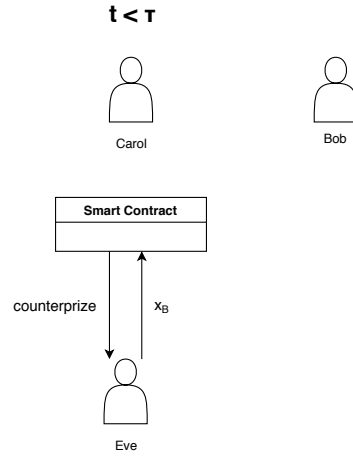 t < τ
Carol
Bob
Smart Contract
counterprize
x_B
Eve